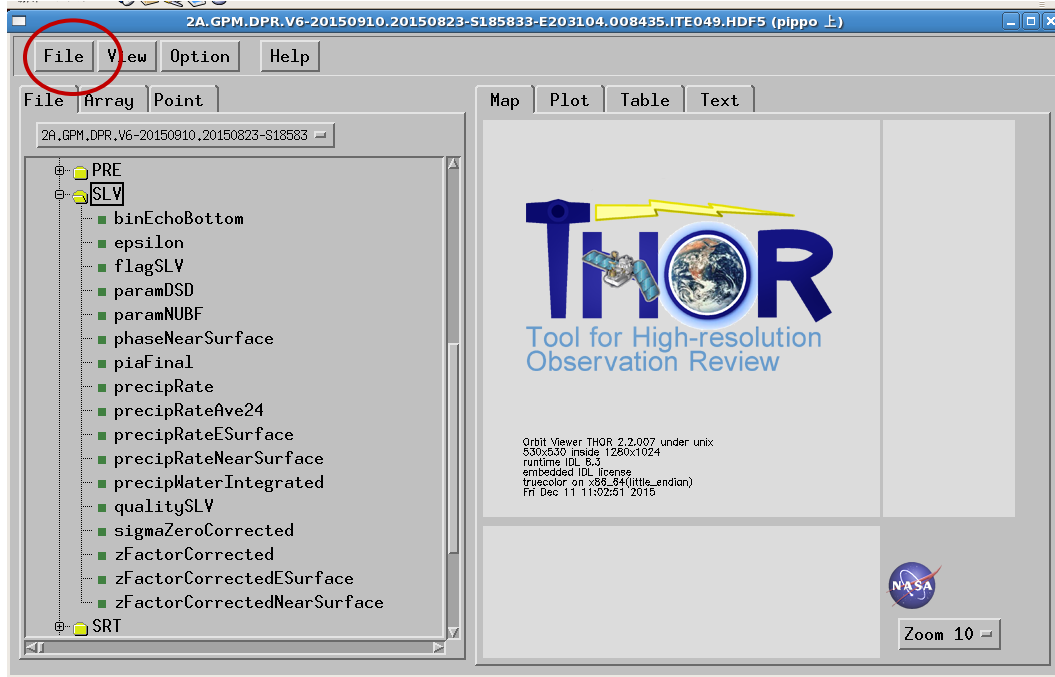 2A.GPM.DPR.V6-20150910.20150823-S185833-E203104.008435.ITE049.HDF5 (pippo 上)
File View Option Help
File Array Point
Map Plot Table Text
2A.GPM.DPR.V6-20150910.20150823-S18583
PRE
SLV
binEchoBottom
epsilon
flagSLV
paramDSD
paramNUBF
phaseNearSurface
piaFinal
precipRate
precipRateAve24
precipRateESurface
precipRateNearSurface
precipWaterIntegrated
qualitySLV
sigmaZeroCorrected
zFactorCorrected
zFactorCorrectedESurface
zFactorCorrectedNearSurface
SRT
THOR
Tool for High-resolution
Observation Review
Orbit Viewer THOR 2.2.007 under unix
530x530 inside 1280x1024
runtime IDL 8.3
embedded IDL license
truecolor on x86_64(little_endian)
Fri Dec 11 11:02:51 2015
NASA
Zoom 10